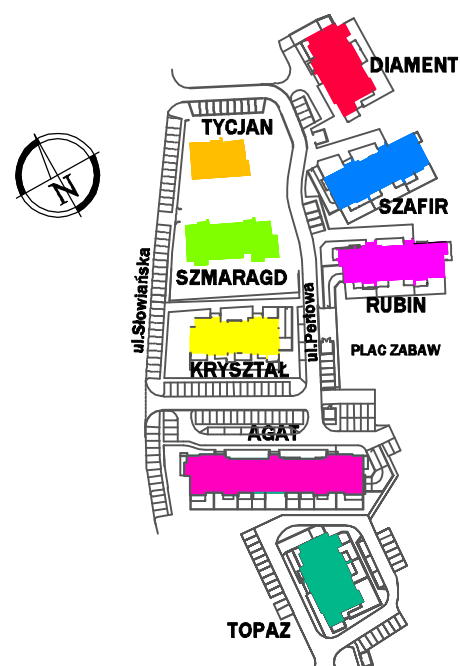 DIAMENT
TYCJAN
N
SZAFIR
SZMARAGD
ul.Słowiańska
ul.Perłowa
RUBIN
PLAC ZABAW
KRYSZTAŁ
AGAT
TOPAZ